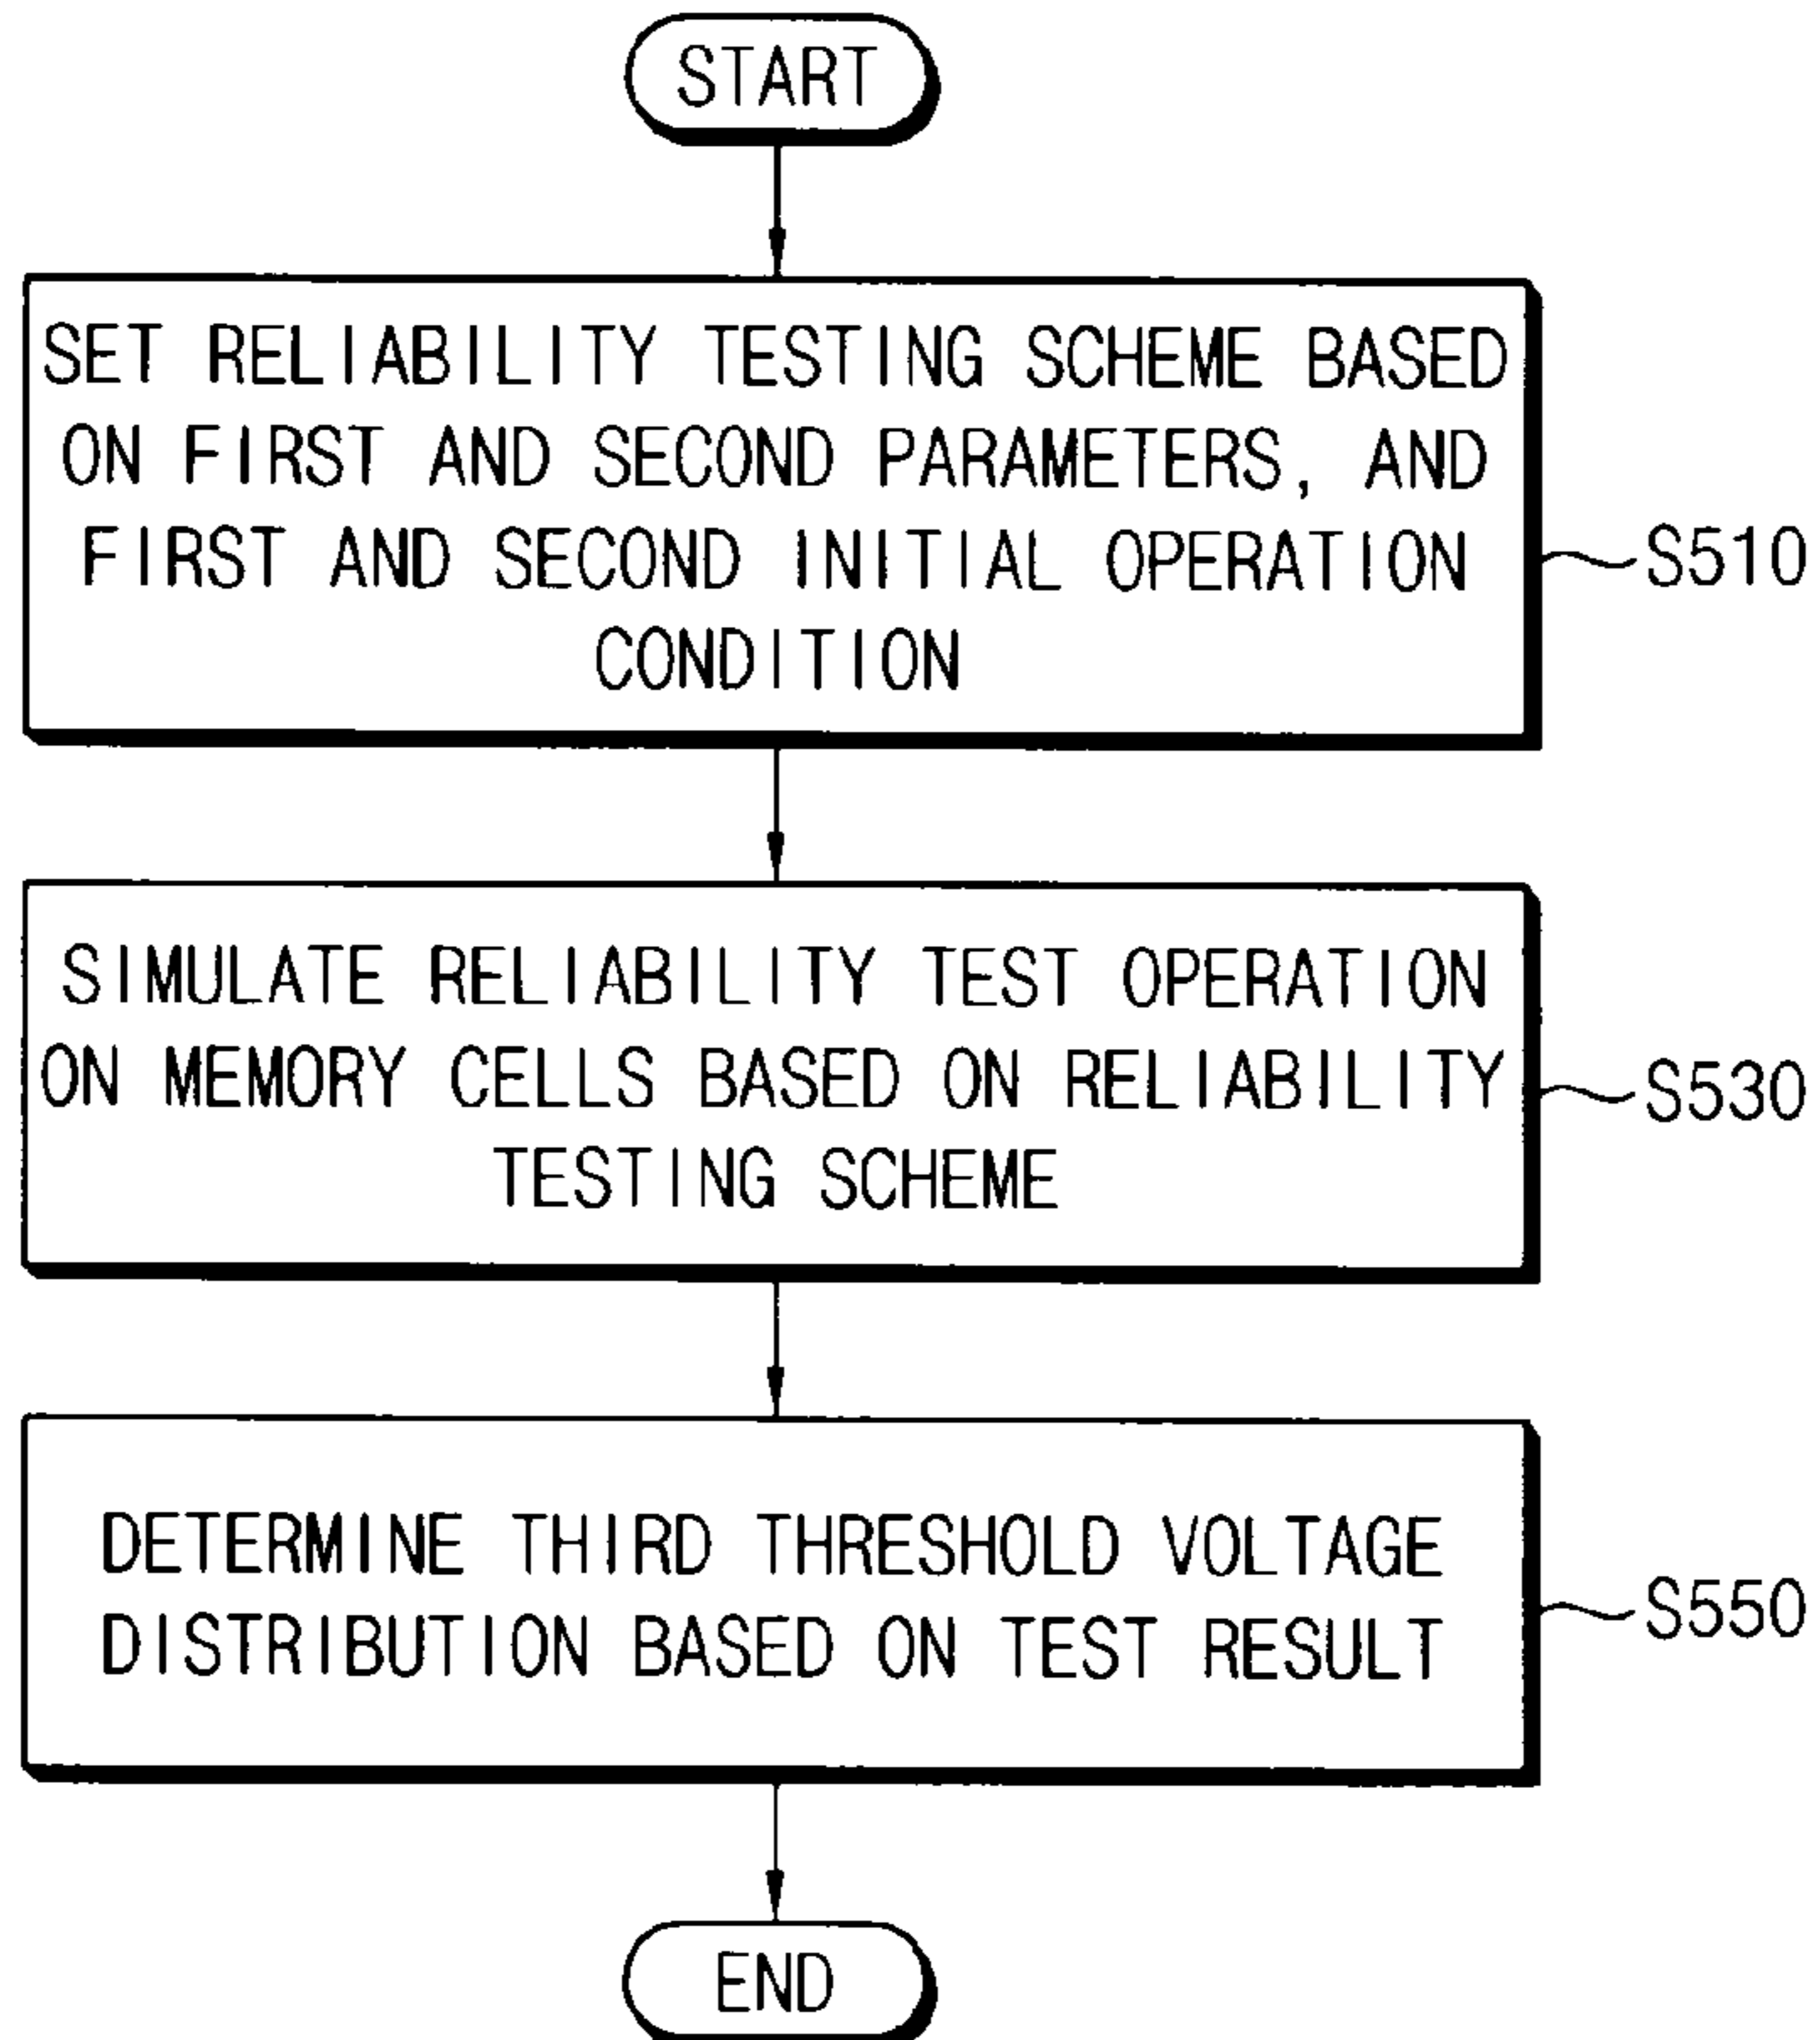 START
SET RELIABILITY TESTING SCHEME BASED
ON FIRST AND SECOND PARAMETERS, AND
FIRST AND SECOND INITIAL OPERATION
CONDITION
S510
SIMULATE RELIABILITY TEST OPERATION
ON MEMORY CELLS BASED ON RELIABILITY
TESTING SCHEME
S530
DETERMINE THIRD THRESHOLD VOLTAGE
DISTRIBUTION BASED ON TEST RESULT
S550
END